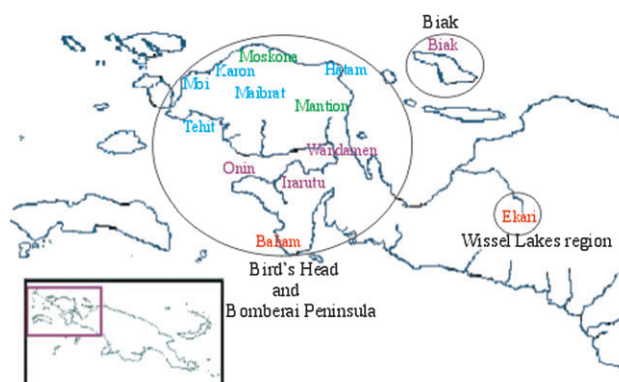 Biak
Biak
Moskona
Karon
Hatam
Moi
Maibrat
Mantion
Tehit
Wandamen
Onin
Irarutu
Ekari
Baham
Wissel Lakes region
Bird's Head
and
Bomberai Peninsula